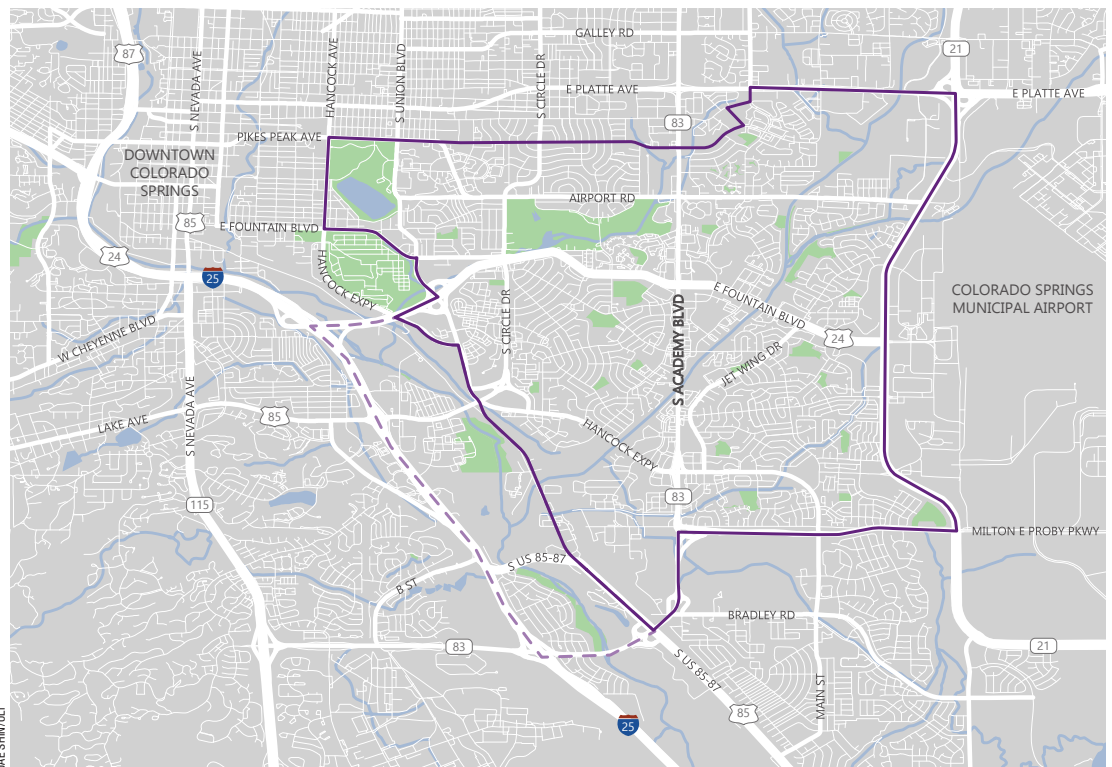 GALLEY RD
87
21
HANCOCK AVE
S UNION BLVD
S NEVADA AVE
S CIRCLE DR
E PLATTE AVE
E PLATTE AVE
83
PIKES PEAK AVE
DOWNTOWN
COLORADO
SPRINGS
AIRPORT RD
85
E FOUNTAIN BLVD
24
25
HANCOCK EXPY
COLORADO SPRINGS
MUNICIPAL AIRPORT
E FOUNTAIN BLVD
W CHEYENNE BLVD
S CIRCLE DR
S ACADEMY BLVD
24
JET WING DR
LAKE AVE
85
S NEVADA AVE
HANCOCK EXPY
115
83
MILTON E PROBY PKWY
S US 85-87
B ST
BRADLEY RD
83
21
S US 85-87
MAIN ST
85
25